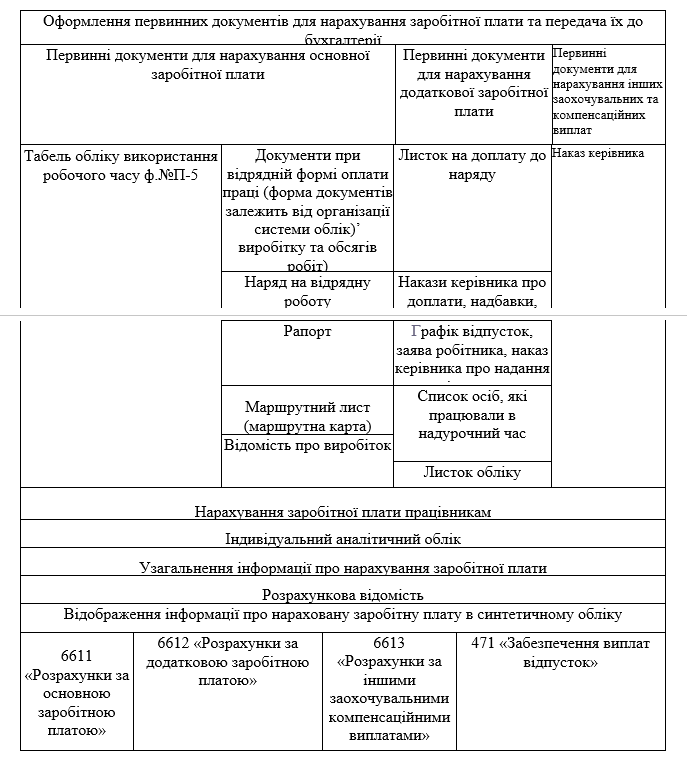 Оформлення первинних документів для нарахування заробітної плати та передача їх до
бухгалтерії
Первинні документи для нарахування основної
заробітної плати
Первинні документи
для нарахування
додаткової заробітної
плати
Первинні
документи для
нарахування інших
заохочувальних та
компенсаційних
виплат
Табель обліку використання
робочого часу ф.№П-5
Документи при
відрядній формі оплати
праці (форма документів
залежить від організації
системи облік)’
виробітку та обсягів
робіт)
Листок на доплату до
наряду
Наказ керівника
Наряд на відрядну
роботу
Накази керівника про
доплати, надбавки,
Рапорт
Графік відпусток,
заява робітника, наказ
керівника про надання
Маршрутний лист
(маршрутна карта)
Список осіб, які
працювали в
надурочний час
Відомість про виробіток
Листок обліку
Нарахування заробітної плати працівникам
Індивідуальний аналітичний облік
Узагальнення інформації про нарахування заробітної плати
Розрахункова відомість
Відображення інформації про нараховану заробітну плату в синтетичному обліку
6611
«Розрахунки за
основною
заробітною
платою»
6612 «Розрахунки за
додатковою заробітною
платою»
6613
«Розрахунки за
іншими
заохочувальними
компенсаційними
виплатами»
471 «Забезпечення виплат
відпусток»